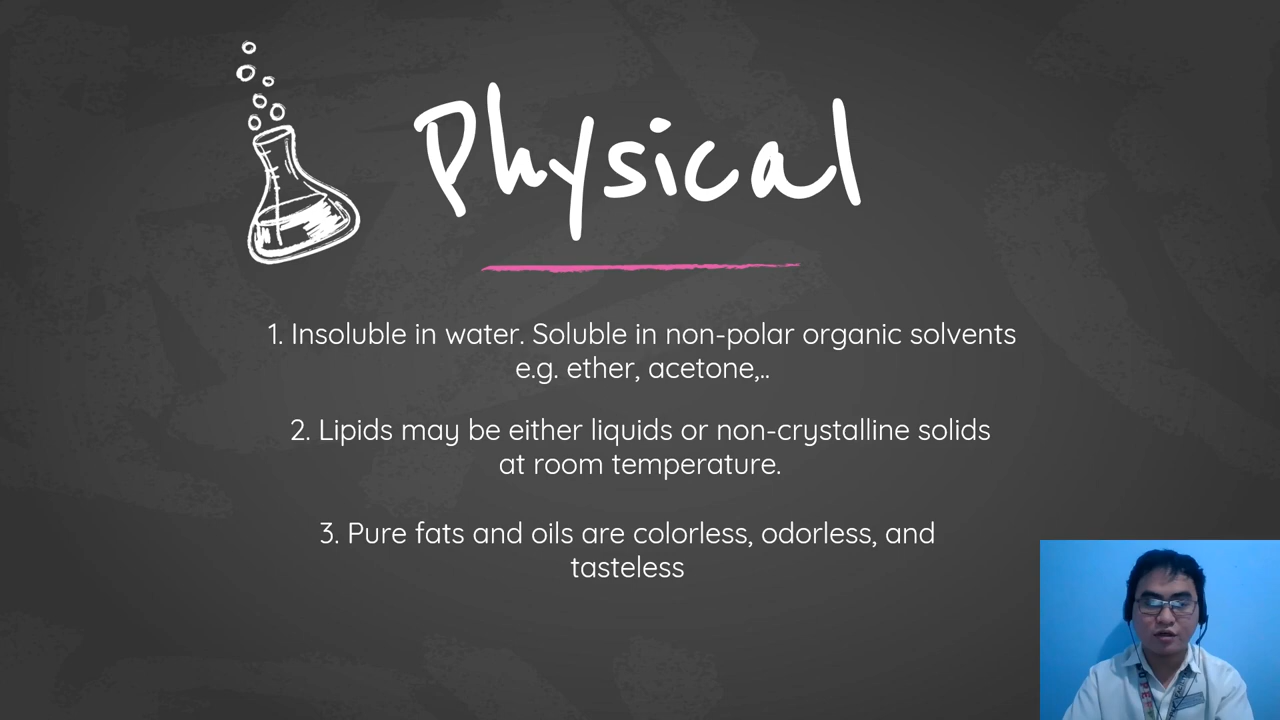 Physical
1. Insoluble in water. Soluble in non-polar organic solvents
e.g. ether, acetone,..
2. Lipids may be either liquids or non-crystalline solids
at room temperature.
3. Pure fats and oils are colorless, odorless, and
tasteless